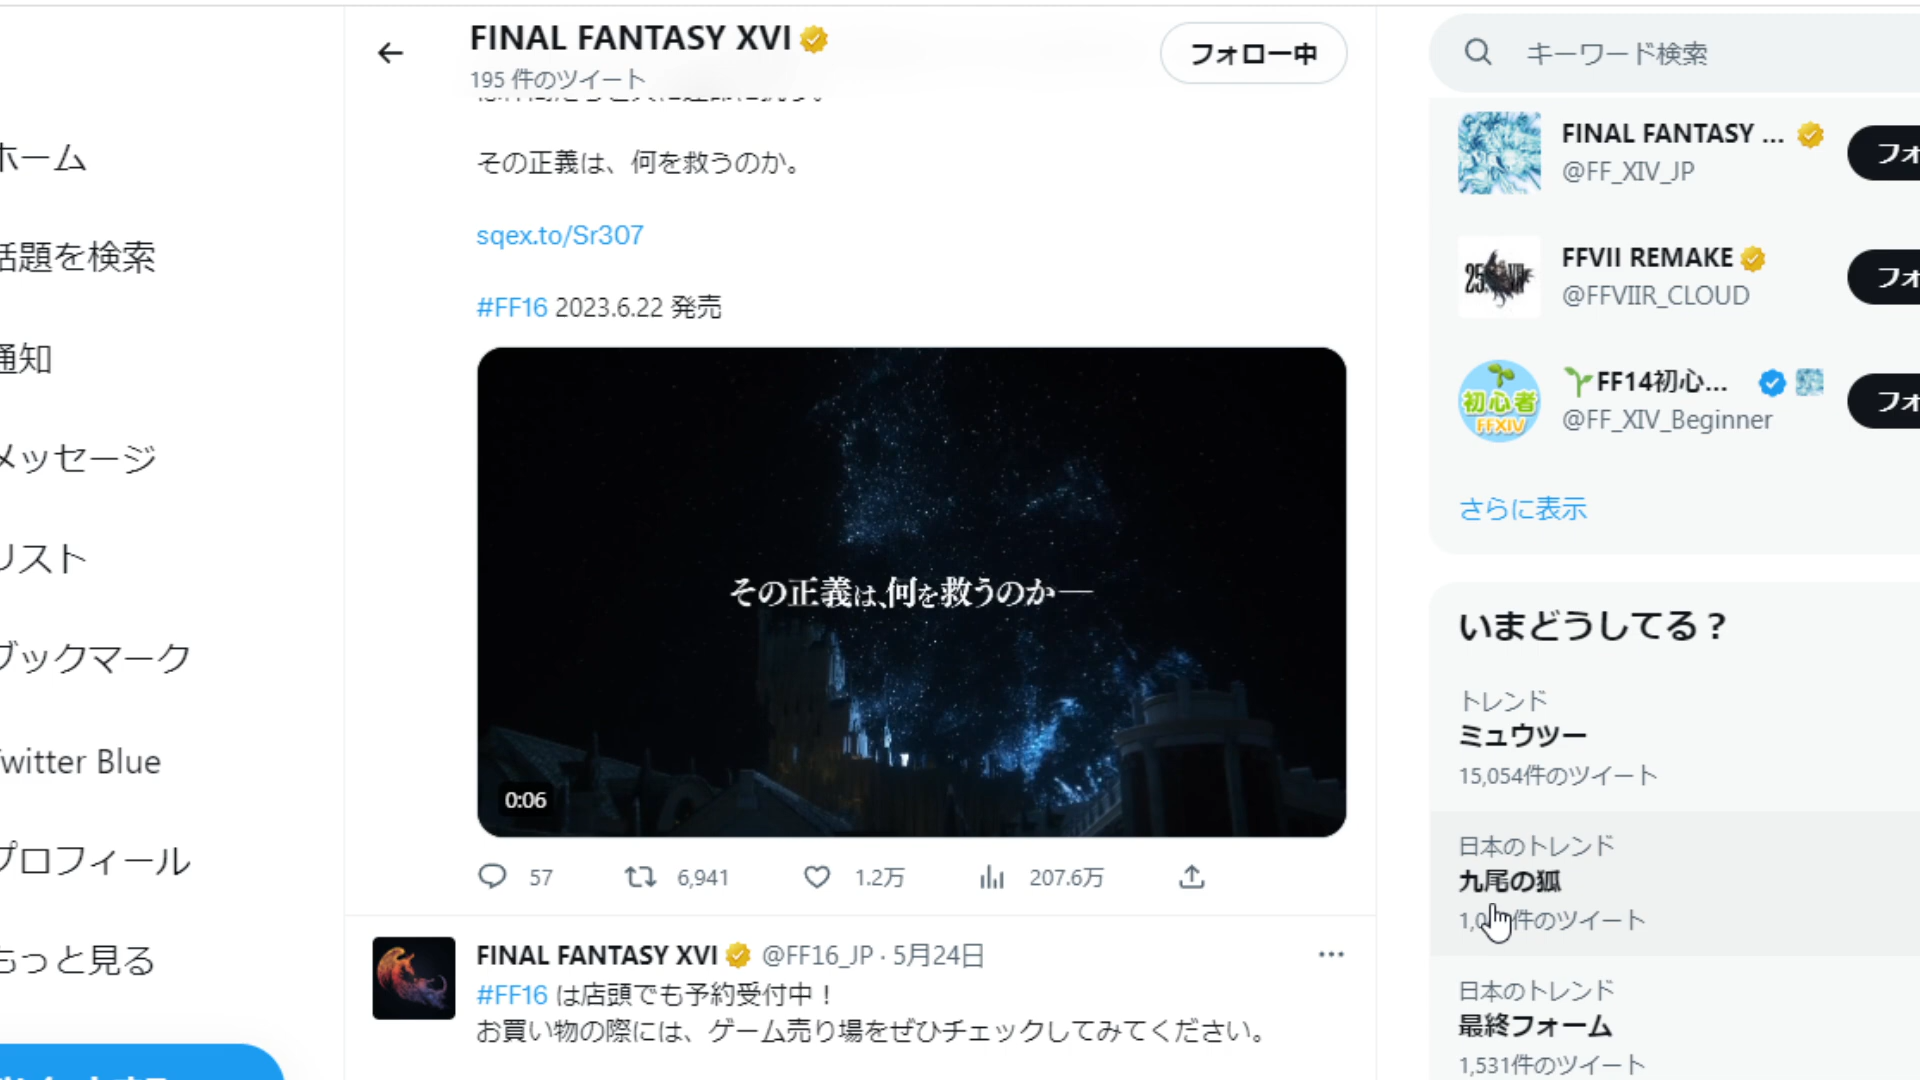 ホーム
話題を検索
通知
メッセージ
リスト
ブックマーク
witter Blue
プロフィール
もっと見る
FINAL FANTASY XVI
195 件のツイート
フォロー中
その正義は、何を救うのか。
sqex.to/Sr307
#FF16 2023.6.22 発売
その正義は、何を救うのか―
0:06
57 6,941 1.2万 207.6万
FINAL FANTASY XVI @FF16_JP · 5月24日
#FF16 は店頭でも予約受付中！
お買い物の際には、ゲーム売り場をぜひチェックしてみてください。
キーワード検索
FINAL FANTASY ...
@FF_XIV_JP
フォ
FFVII REMAKE
@FFVIIR_CLOUD
フォ
初心者
FFXIV
FF14初心...
@FF_XIV_Beginner
フォ
さらに表示
いまどうしてる？
トレンド
ミュウツー
15,054件のツイート
日本のトレンド
九尾の狐
件のツイート
日本のトレンド
最終フォーム
1,531件のツイート